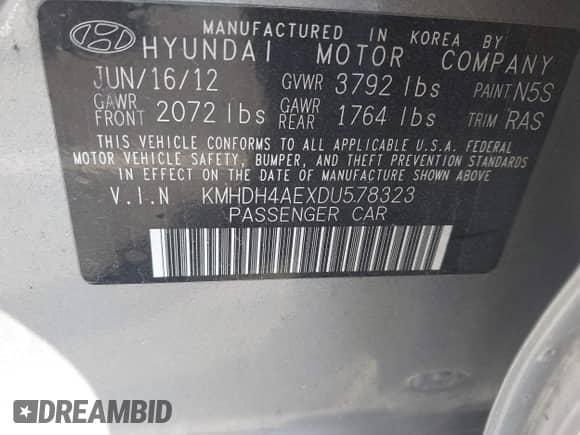 MANUFACTURED IN KOREA BY
HYUNDAI MOTOR COMPANY
JUN/16/12 GVWR 3792 lbs PAINT N5S
GAWR FRONT 2072 lbs GAWR REAR 1764 lbs TRIM RAS
THIS VEHICLE CONFORMS TO ALL APPLICABLE U.S.A. FEDERAL
MOTOR VEHICLE SAFETY, BUMPER, AND THEFT PREVENTION STANDARDS
IN EFFECT ON THE DATE OF MANUFACTURE SHOWN ABOVE
V.I.N KMHDH4AEXDU578323
PASSENGER CAR
DREAMBID